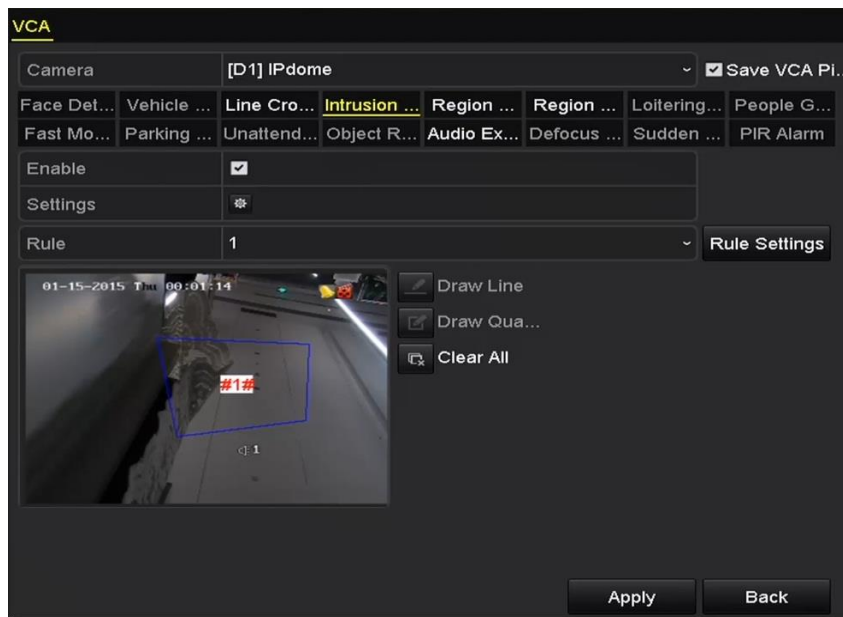 VCA
Camera [D1] IPdome Save VCA Pi..
Face Det... Vehicle ... Line Cro... Intrusion ... Region ... Region ... Loitering... People G...
Fast Mo... Parking ... Unattend... Object R... Audio Ex... Defocus ... Sudden ... PIR Alarm
Enable
Settings
Rule 1 Rule Settings
01-15-2015 Thu 00:01:14
Draw Line
Draw Qua...
Clear All
#1#
1
Apply Back